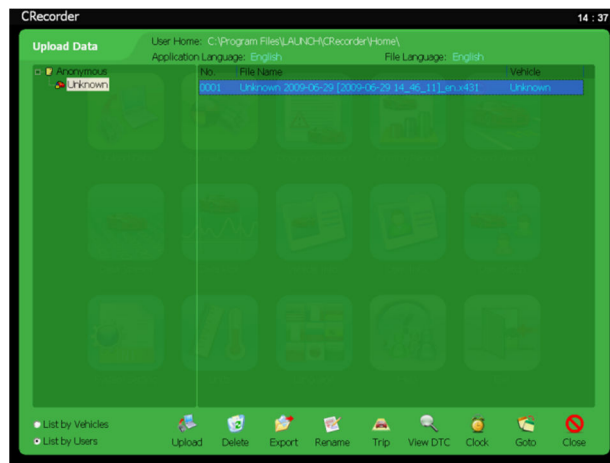 CRecorder 14 : 37
Upload Data
User Home: C:\Program Files\LAUNCH\CRecorder\Home\
Application Language: English File Language: English
Anonymous
Unknown
No. File Name Vehicle
0001 Unknown 2009-06-29 [2009-06-29 14_46_11]_en.x431 Unknown
List by Vehicles
List by Users
Upload Delete Export Rename Trip View DTC Clock Goto Close